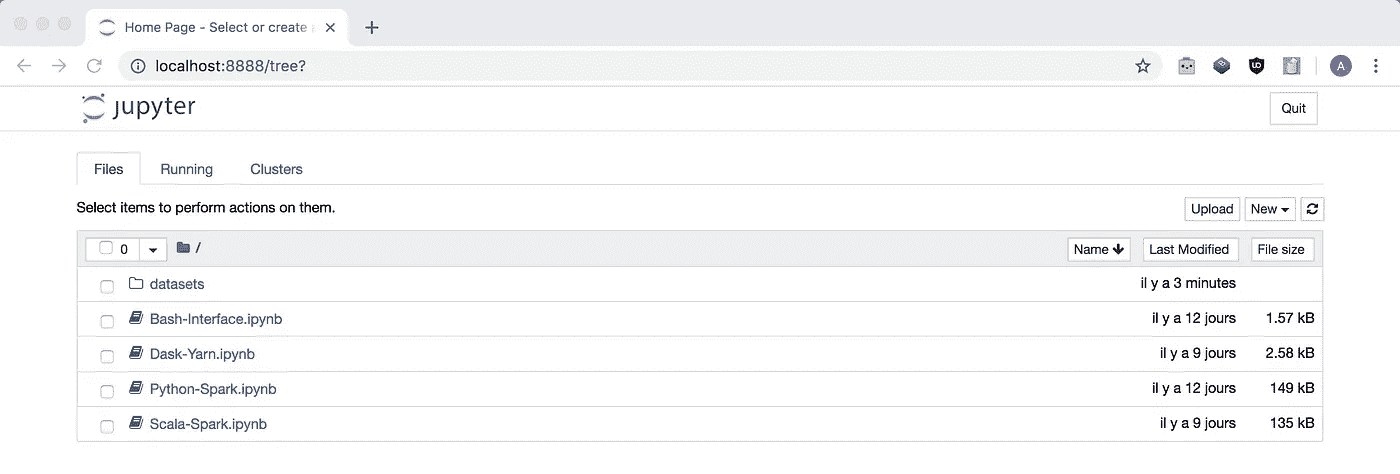 Home Page - Select or create
localhost:8888/tree?
A
jupyter
Quit
Files Running Clusters
Select items to perform actions on them.
Upload New
0 / Name Last Modified File size
datasets il y a 3 minutes
Bash-Interface.ipynb il y a 12 jours 1.57 kB
Dask-Yarn.ipynb il y a 9 jours 2.58 kB
Python-Spark.ipynb il y a 12 jours 149 kB
Scala-Spark.ipynb il y a 9 jours 135 kB